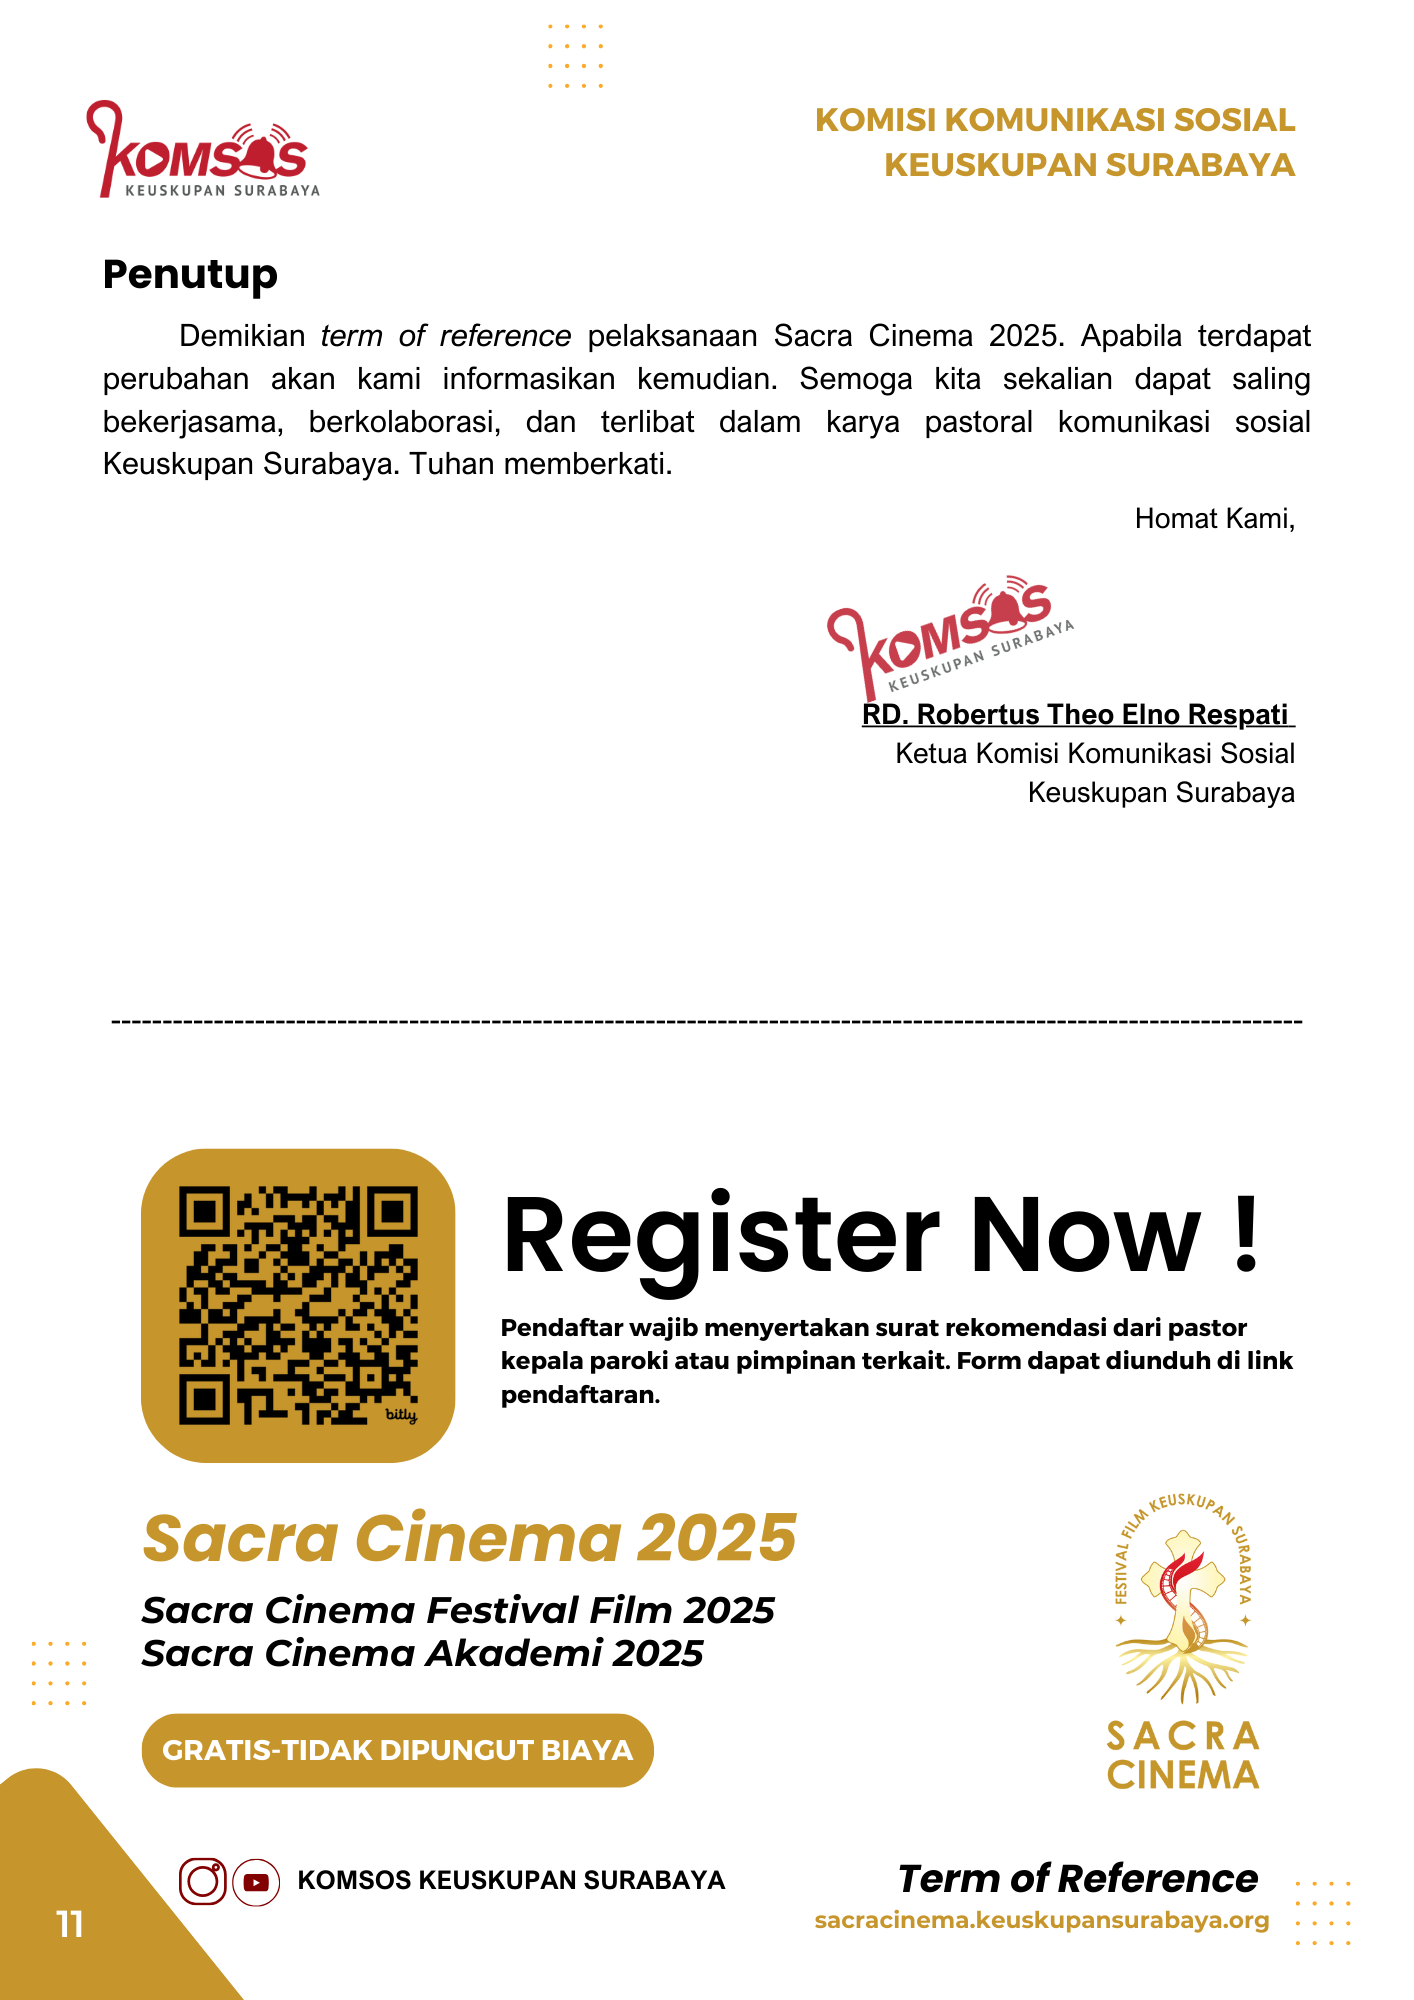 KOMSOS
KEUSKUPAN SURABAYA
KOMISI KOMUNIKASI SOSIAL
KEUSKUPAN SURABAYA
Penutup
Demikian term of reference pelaksanaan Sacra Cinema 2025. Apabila terdapat
perubahan akan kami informasikan kemudian. Semoga kita sekalian dapat saling
bekerjasama, berkolaborasi, dan terlibat dalam karya pastoral komunikasi sosial
Keuskupan Surabaya. Tuhan memberkati.
Homat Kami,
KOMSOS
KEUSKUPAN SURABAYA
RD. Robertus Theo Elno Respati
Ketua Komisi Komunikasi Sosial
Keuskupan Surabaya
bitly
Register Now !
Pendaftar wajib menyertakan surat rekomendasi dari pastor
kepala paroki atau pimpinan terkait. Form dapat diunduh di link
pendaftaran.
Sacra Cinema 2025
Sacra Cinema Festival Film 2025
Sacra Cinema Akademi 2025
GRATIS-TIDAK DIPUNGUT BIAYA
FESTIVAL FILM KEUSKUPAN SURABAYA
SACRA
CINEMA
KOMSOS KEUSKUPAN SURABAYA
Term of Reference
sacracinema.keuskupansurabaya.org
11